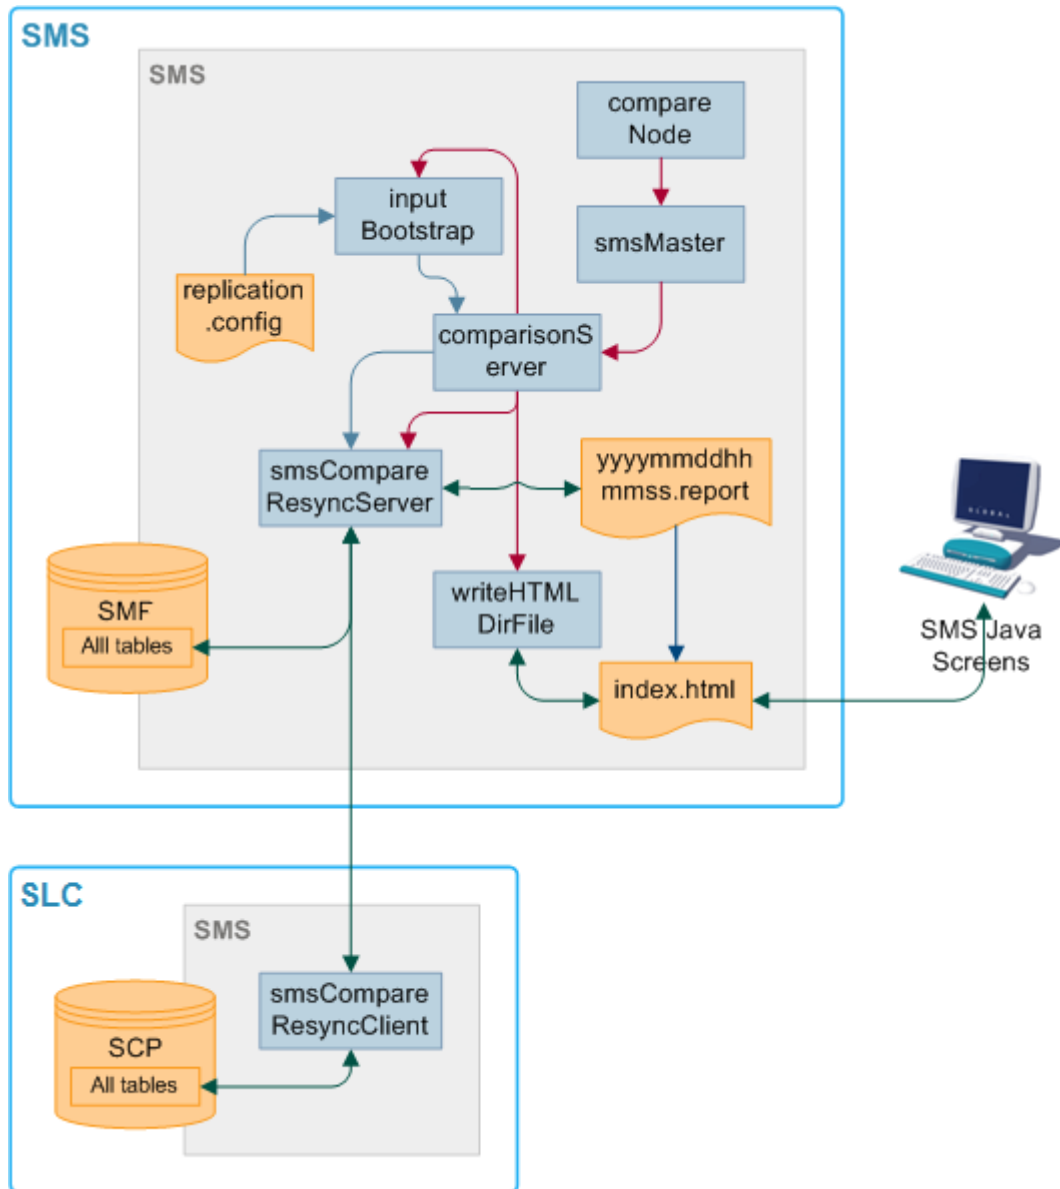 SMS
SMS
compare
Node
input
Bootstrap
smsMaster
replication
.config
comparisonS
erver
smsCompare
ResyncServer
yyyymmddhh
mmss.report
SMF
Alll tables
writeHTML
DirFile
index.html
GLOBAL
SMS Java
Screens
SLC
SMS
smsCompare
ResyncClient
SCP
All tables